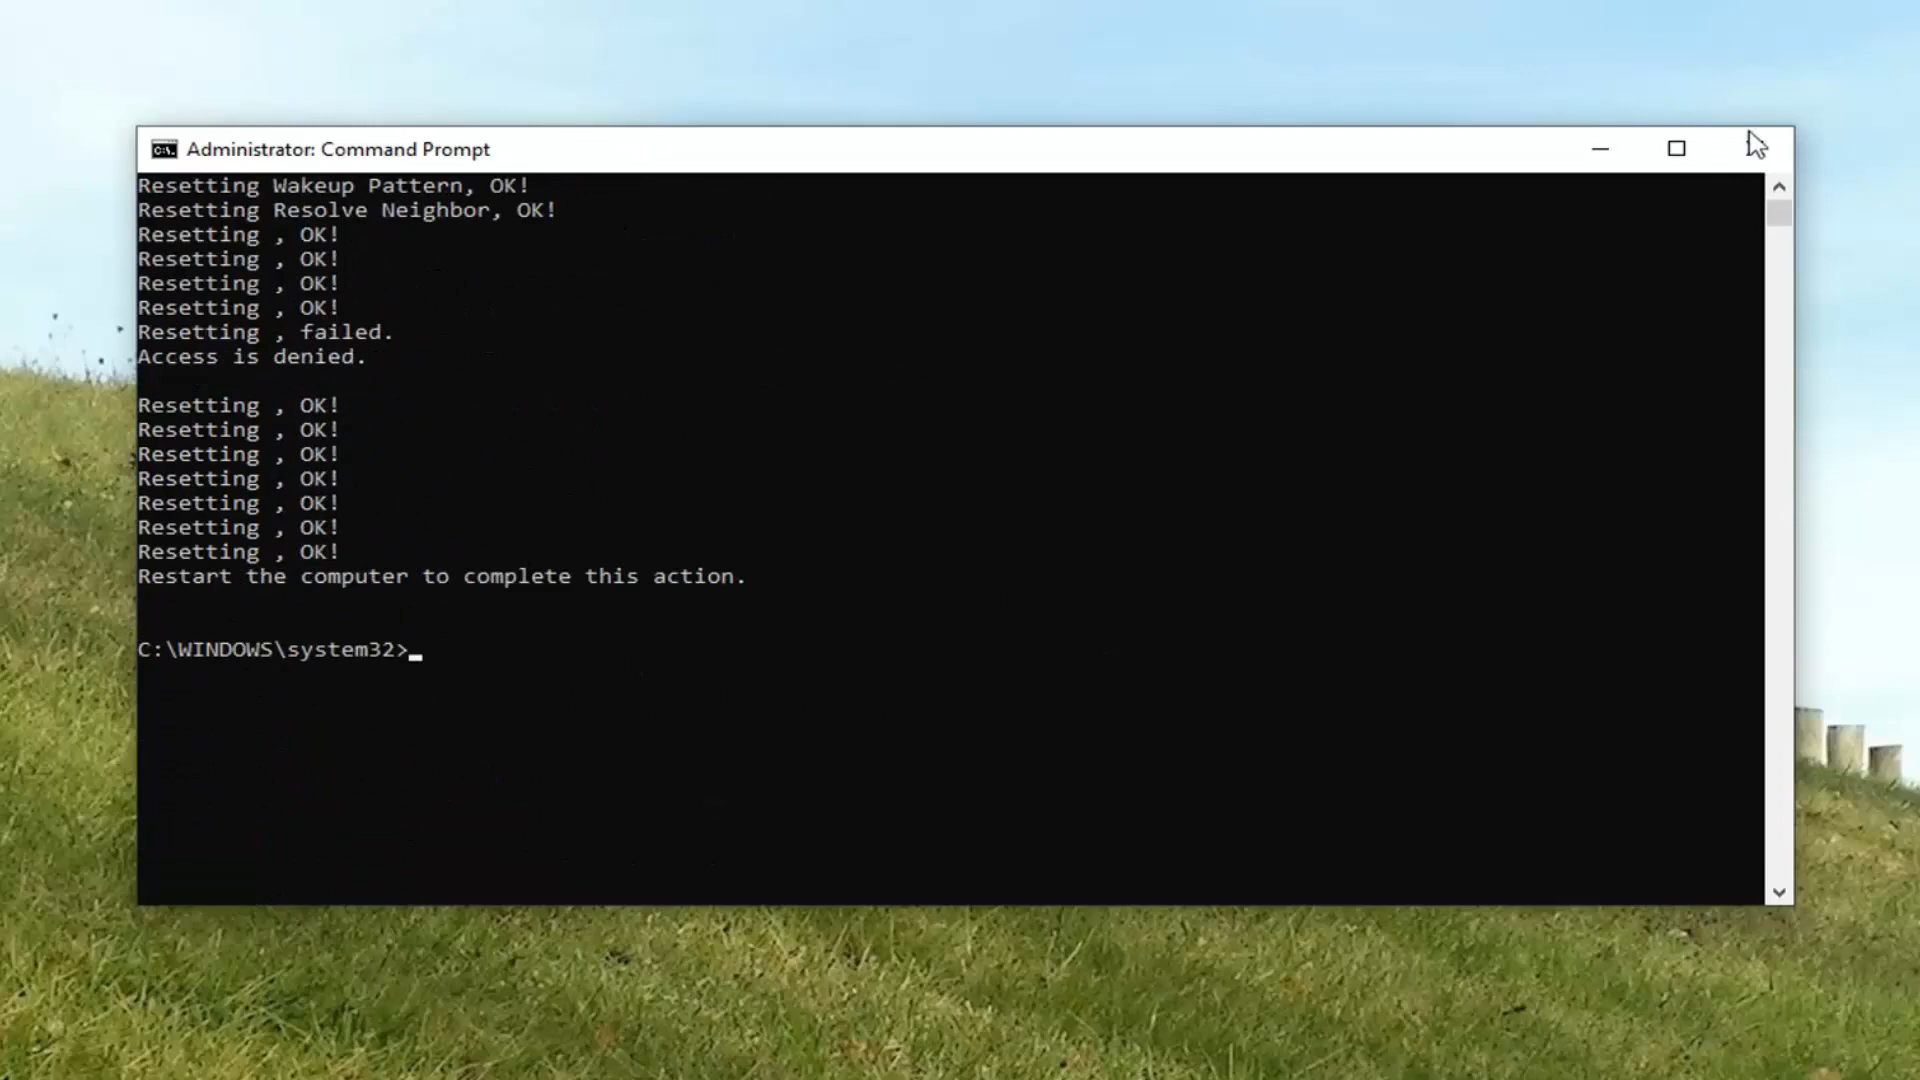 Administrator: Command Prompt
Resetting Wakeup Pattern, OK!
Resetting Resolve Neighbor, OK!
Resetting , OK!
Resetting , OK!
Resetting , OK!
Resetting , OK!
Resetting , failed.
Access is denied.
Resetting , OK!
Resetting , OK!
Resetting , OK!
Resetting , OK!
Resetting , OK!
Resetting , OK!
Resetting , OK!
Restart the computer to complete this action.
C:\WINDOWS\system32>